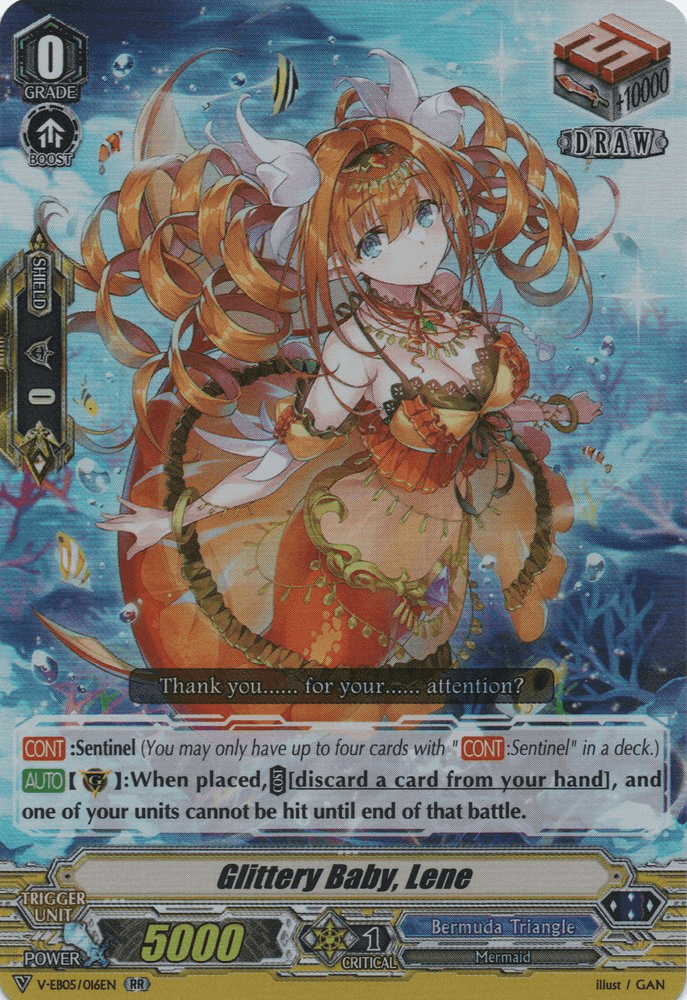 0
GRADE
BOOST
+10000
DRAW
SHIELD
0
Thank you...... for your...... attention?
CONT:Sentinel (You may only have up to four cards with "CONT:Sentinel" in a deck.)
AUTO【G】:When placed, COST[discard a card from your hand], and
one of your units cannot be hit until end of that battle.
Glittery Baby, Lene
TRIGGER
UNIT
POWER 5000 1
CRITICAL
Bermuda Triangle
Mermaid
V-EB05/016EN RR illust / GAN